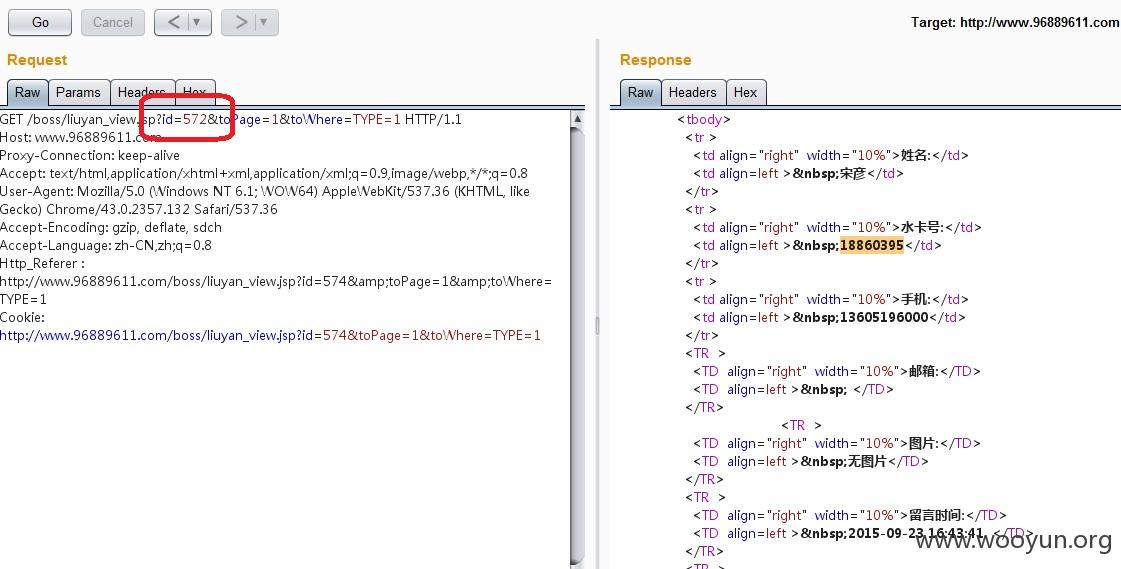 Go Cancel < > Target: http://www.96889611.com
Request
Raw Params Headers Hex
GET /boss/liuyan_view.jsp?id=572&toPage=1&toWhere=TYPE=1 HTTP/1.1
Host: www.96889611.com
Proxy-Connection: keep-alive
Accept: text/html,application/xhtml+xml,application/xml;q=0.9,image/webp,*/*;q=0.8
User-Agent: Mozilla/5.0 (Windows NT 6.1; WOW64) AppleWebKit/537.36 (KHTML, like
Gecko) Chrome/43.0.2357.132 Safari/537.36
Accept-Encoding: gzip, deflate, sdch
Accept-Language: zh-CN,zh;q=0.8
Http_Referer :
http://www.96889611.com/boss/liuyan_view.jsp?id=574&amp;toPage=1&amp;toWhere=
TYPE=1
Cookie:
http://www.96889611.com/boss/liuyan_view.jsp?id=574&toPage=1&toWhere=TYPE=1
Response
Raw Headers Hex
<tbody>
<tr >
<td align="right" width="10%">姓名:</td>
<td align=left >&nbsp;宋彦</td>
</tr>
<tr >
<td align="right" width="10%">水卡号:</td>
<td align=left >&nbsp;18860395</td>
</tr>
<tr >
<td align="right" width="10%">手机:</td>
<td align=left >&nbsp;13605196000</td>
</tr>
<TR >
<TD align="right" width="10%">邮箱:</TD>
<TD align=left >&nbsp; </TD>
</TR>
<TR >
<TD align="right" width="10%">图片:</TD>
<TD align=left >&nbsp;无图片</TD>
</TR>
<TR >
<TD align="right" width="10%">留言时间:</TD>
<TD align=left >&nbsp;2015-09-23 16:43:41 </TD>
</TR>
www.wooyun.org